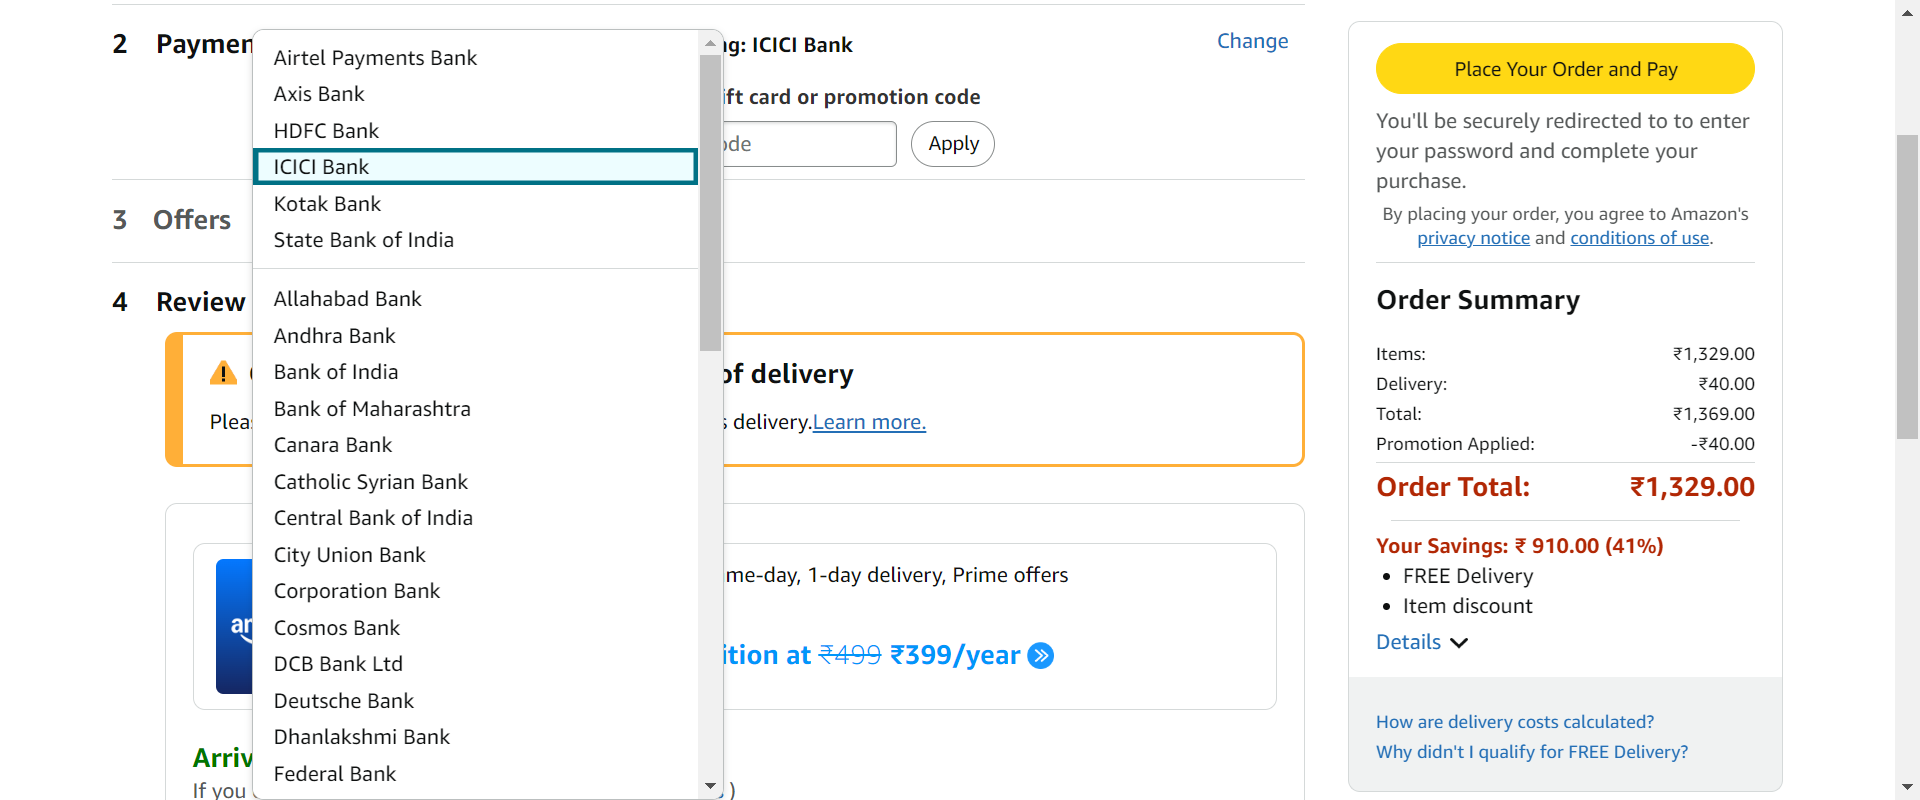 2 Paymen
ng: ICICI Bank
Change
ift card or promotion code
ode
Apply
3 Offers
4 Review
of delivery
Plea
s delivery.Learn more.
ar
me-day, 1-day delivery, Prime offers
ition at ₹499 ₹399/year
Arriv
If you
)
Airtel Payments Bank
Axis Bank
HDFC Bank
ICICI Bank
Kotak Bank
State Bank of India
Allahabad Bank
Andhra Bank
Bank of India
Bank of Maharashtra
Canara Bank
Catholic Syrian Bank
Central Bank of India
City Union Bank
Corporation Bank
Cosmos Bank
DCB Bank Ltd
Deutsche Bank
Dhanlakshmi Bank
Federal Bank
Place Your Order and Pay
You'll be securely redirected to to enter
your password and complete your
purchase.
By placing your order, you agree to Amazon's
privacy notice and conditions of use.
Order Summary
Items: ₹1,329.00
Delivery: ₹40.00
Total: ₹1,369.00
Promotion Applied: -₹40.00
Order Total: ₹1,329.00
Your Savings: ₹ 910.00 (41%)
• FREE Delivery
• Item discount
Details
How are delivery costs calculated?
Why didn't I qualify for FREE Delivery?